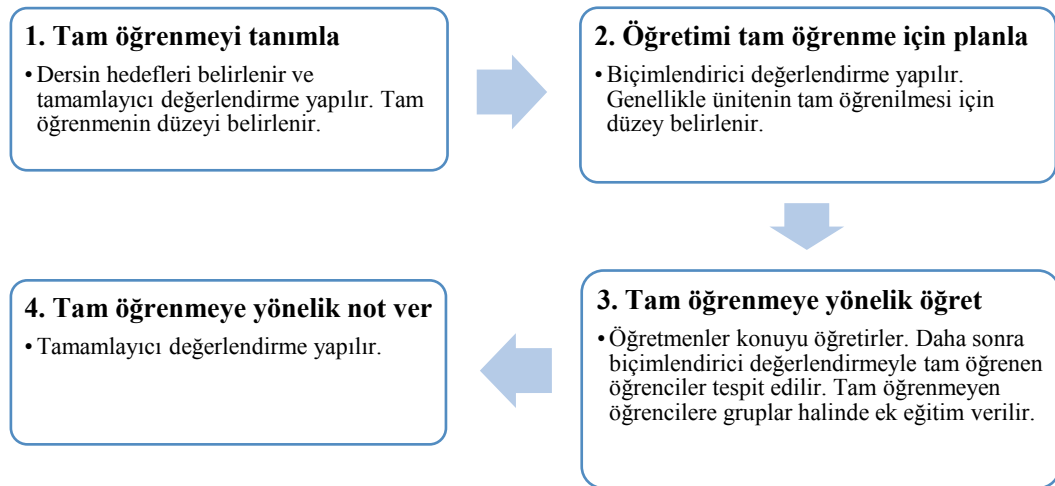 1. Tam öğrenmeyi tanımla
• Dersin hedefleri belirlenir ve
tamamlayıcı değerlendirme yapılır. Tam
öğrenmenin düzeyi belirlenir.
2. Öğretimi tam öğrenme için planla
• Biçimlendirici değerlendirme yapılır.
Genellikle ünitenin tam öğrenilmesi için
düzey belirlenir.
3. Tam öğrenmeye yönelik öğret
• Öğretmenler konuyu öğretirler. Daha sonra
biçimlendirici değerlendirmeyle tam öğrenen
öğrenciler tespit edilir. Tam öğrenmeyen
öğrencilere gruplar halinde ek eğitim verilir.
4. Tam öğrenmeye yönelik not ver
• Tamamlayıcı değerlendirme yapılır.